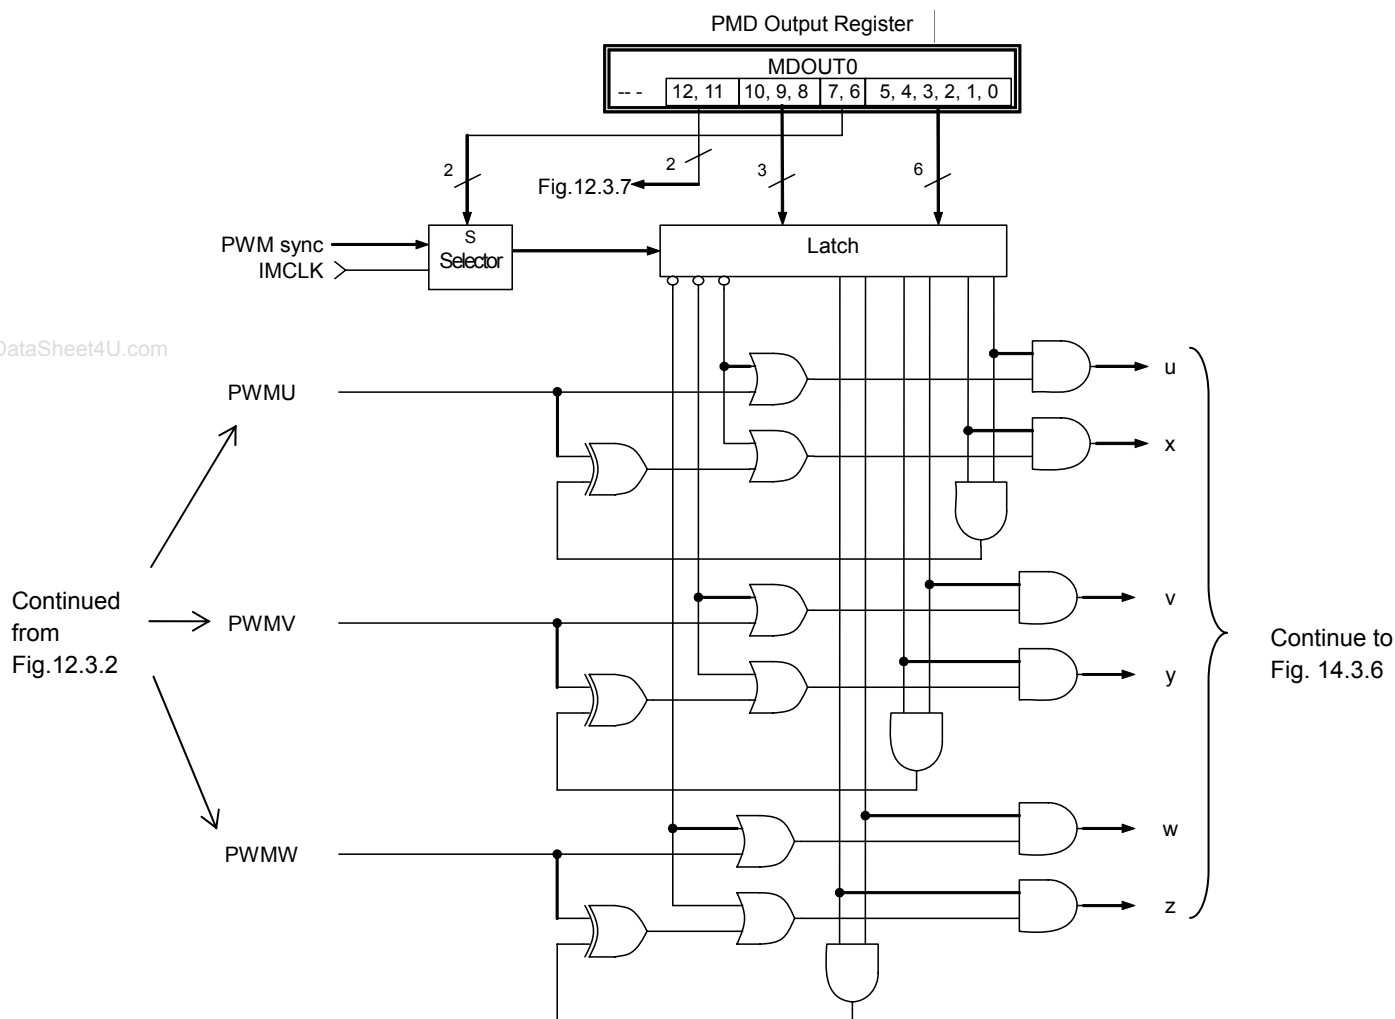 PMD Output Register
MDOUT0
-- - 12, 11 10, 9, 8 7, 6 5, 4, 3, 2, 1, 0
2
2
3
6
Fig.12.3.7
PWM sync
IMCLK
S
Selector
Latch
DataSheet4U.com
PWMU
u
x
Continued
from
Fig.12.3.2
PWMV
v
y
Continue to
Fig. 14.3.6
PWMW
w
z